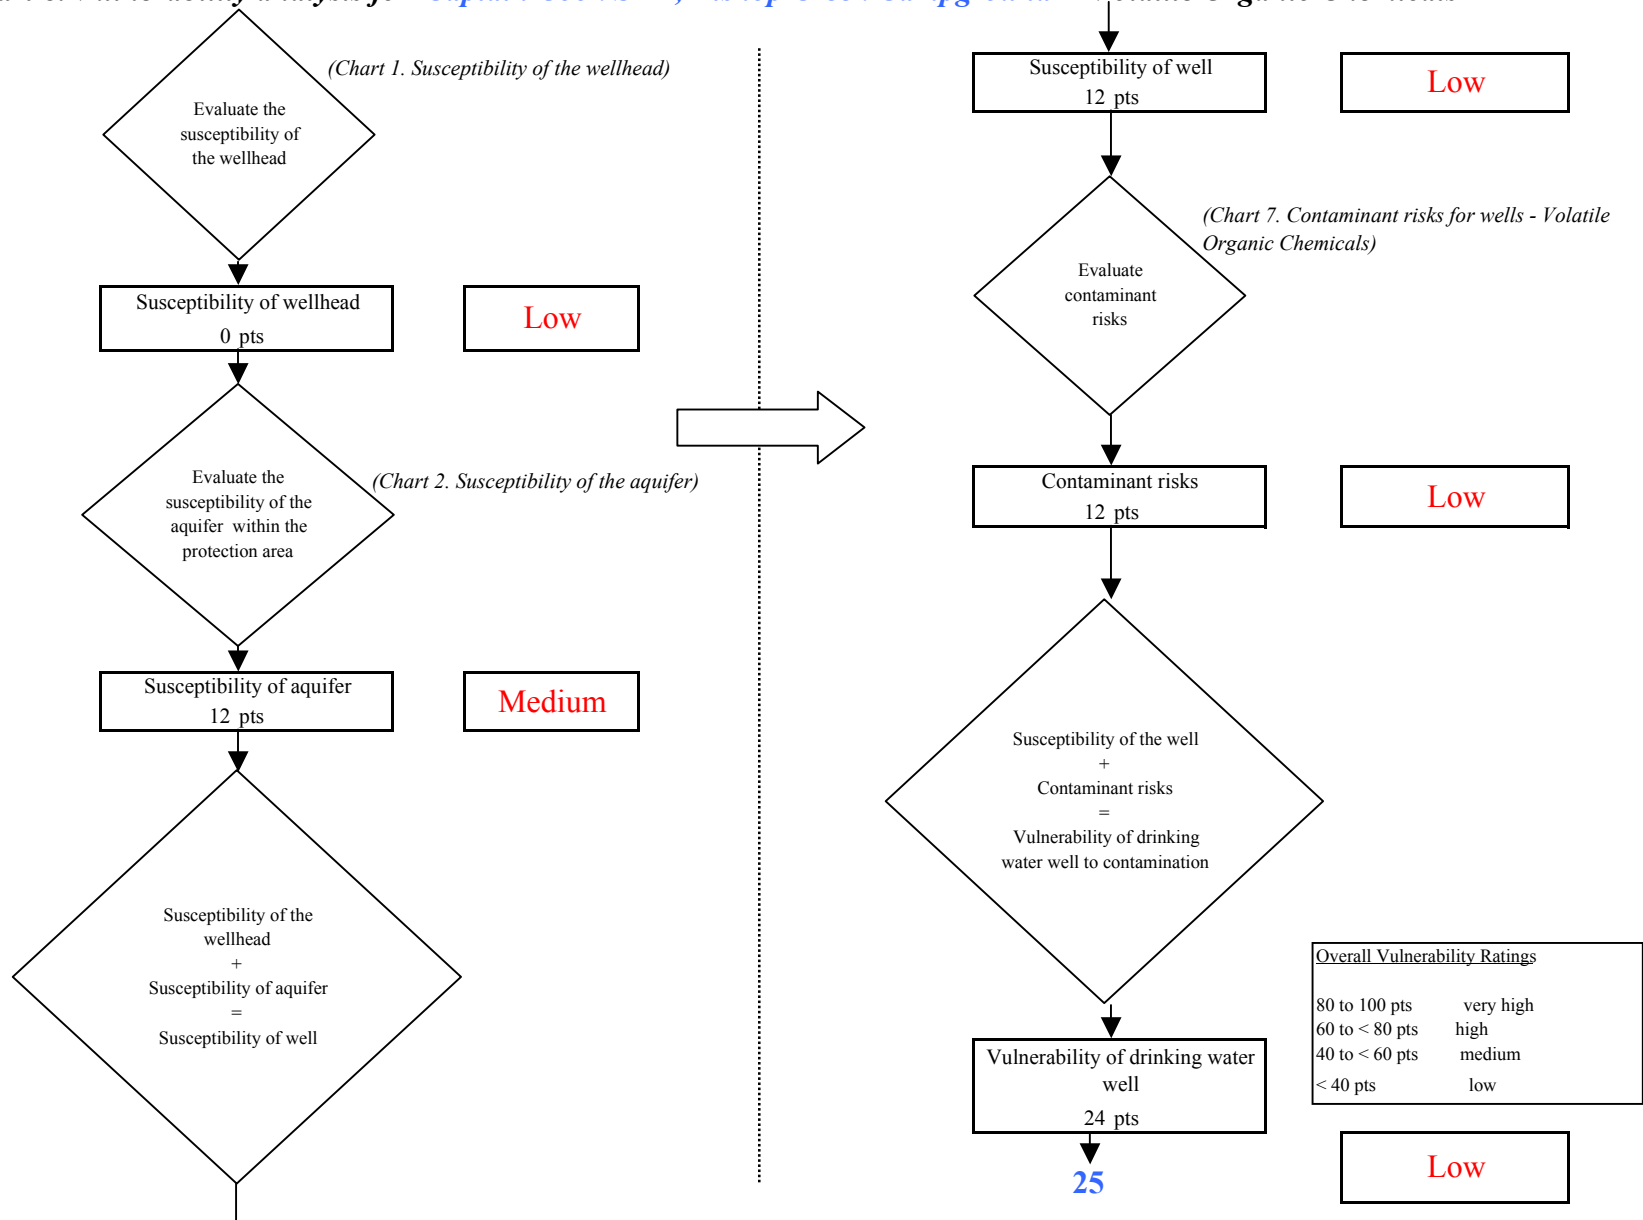 (Chart 1. Susceptibility of the wellhead)
Evaluate the
susceptibility of
the wellhead
Susceptibility of wellhead
0 pts
Low
Evaluate the
susceptibility of the
aquifer within the
protection area
(Chart 2. Susceptibility of the aquifer)
Susceptibility of aquifer
12 pts
Medium
Susceptibility of the
wellhead
+
Susceptibility of aquifer
=
Susceptibility of well
Susceptibility of well
12 pts
Low
(Chart 7. Contaminant risks for wells - Volatile
Organic Chemicals)
Evaluate
contaminant
risks
Contaminant risks
12 pts
Low
Susceptibility of the well
+
Contaminant risks
=
Vulnerability of drinking
water well to contamination
Overall Vulnerability Ratings
80 to 100 pts very high
60 to < 80 pts high
40 to < 60 pts medium
< 40 pts low
Vulnerability of drinking water
well
24 pts
25
Low